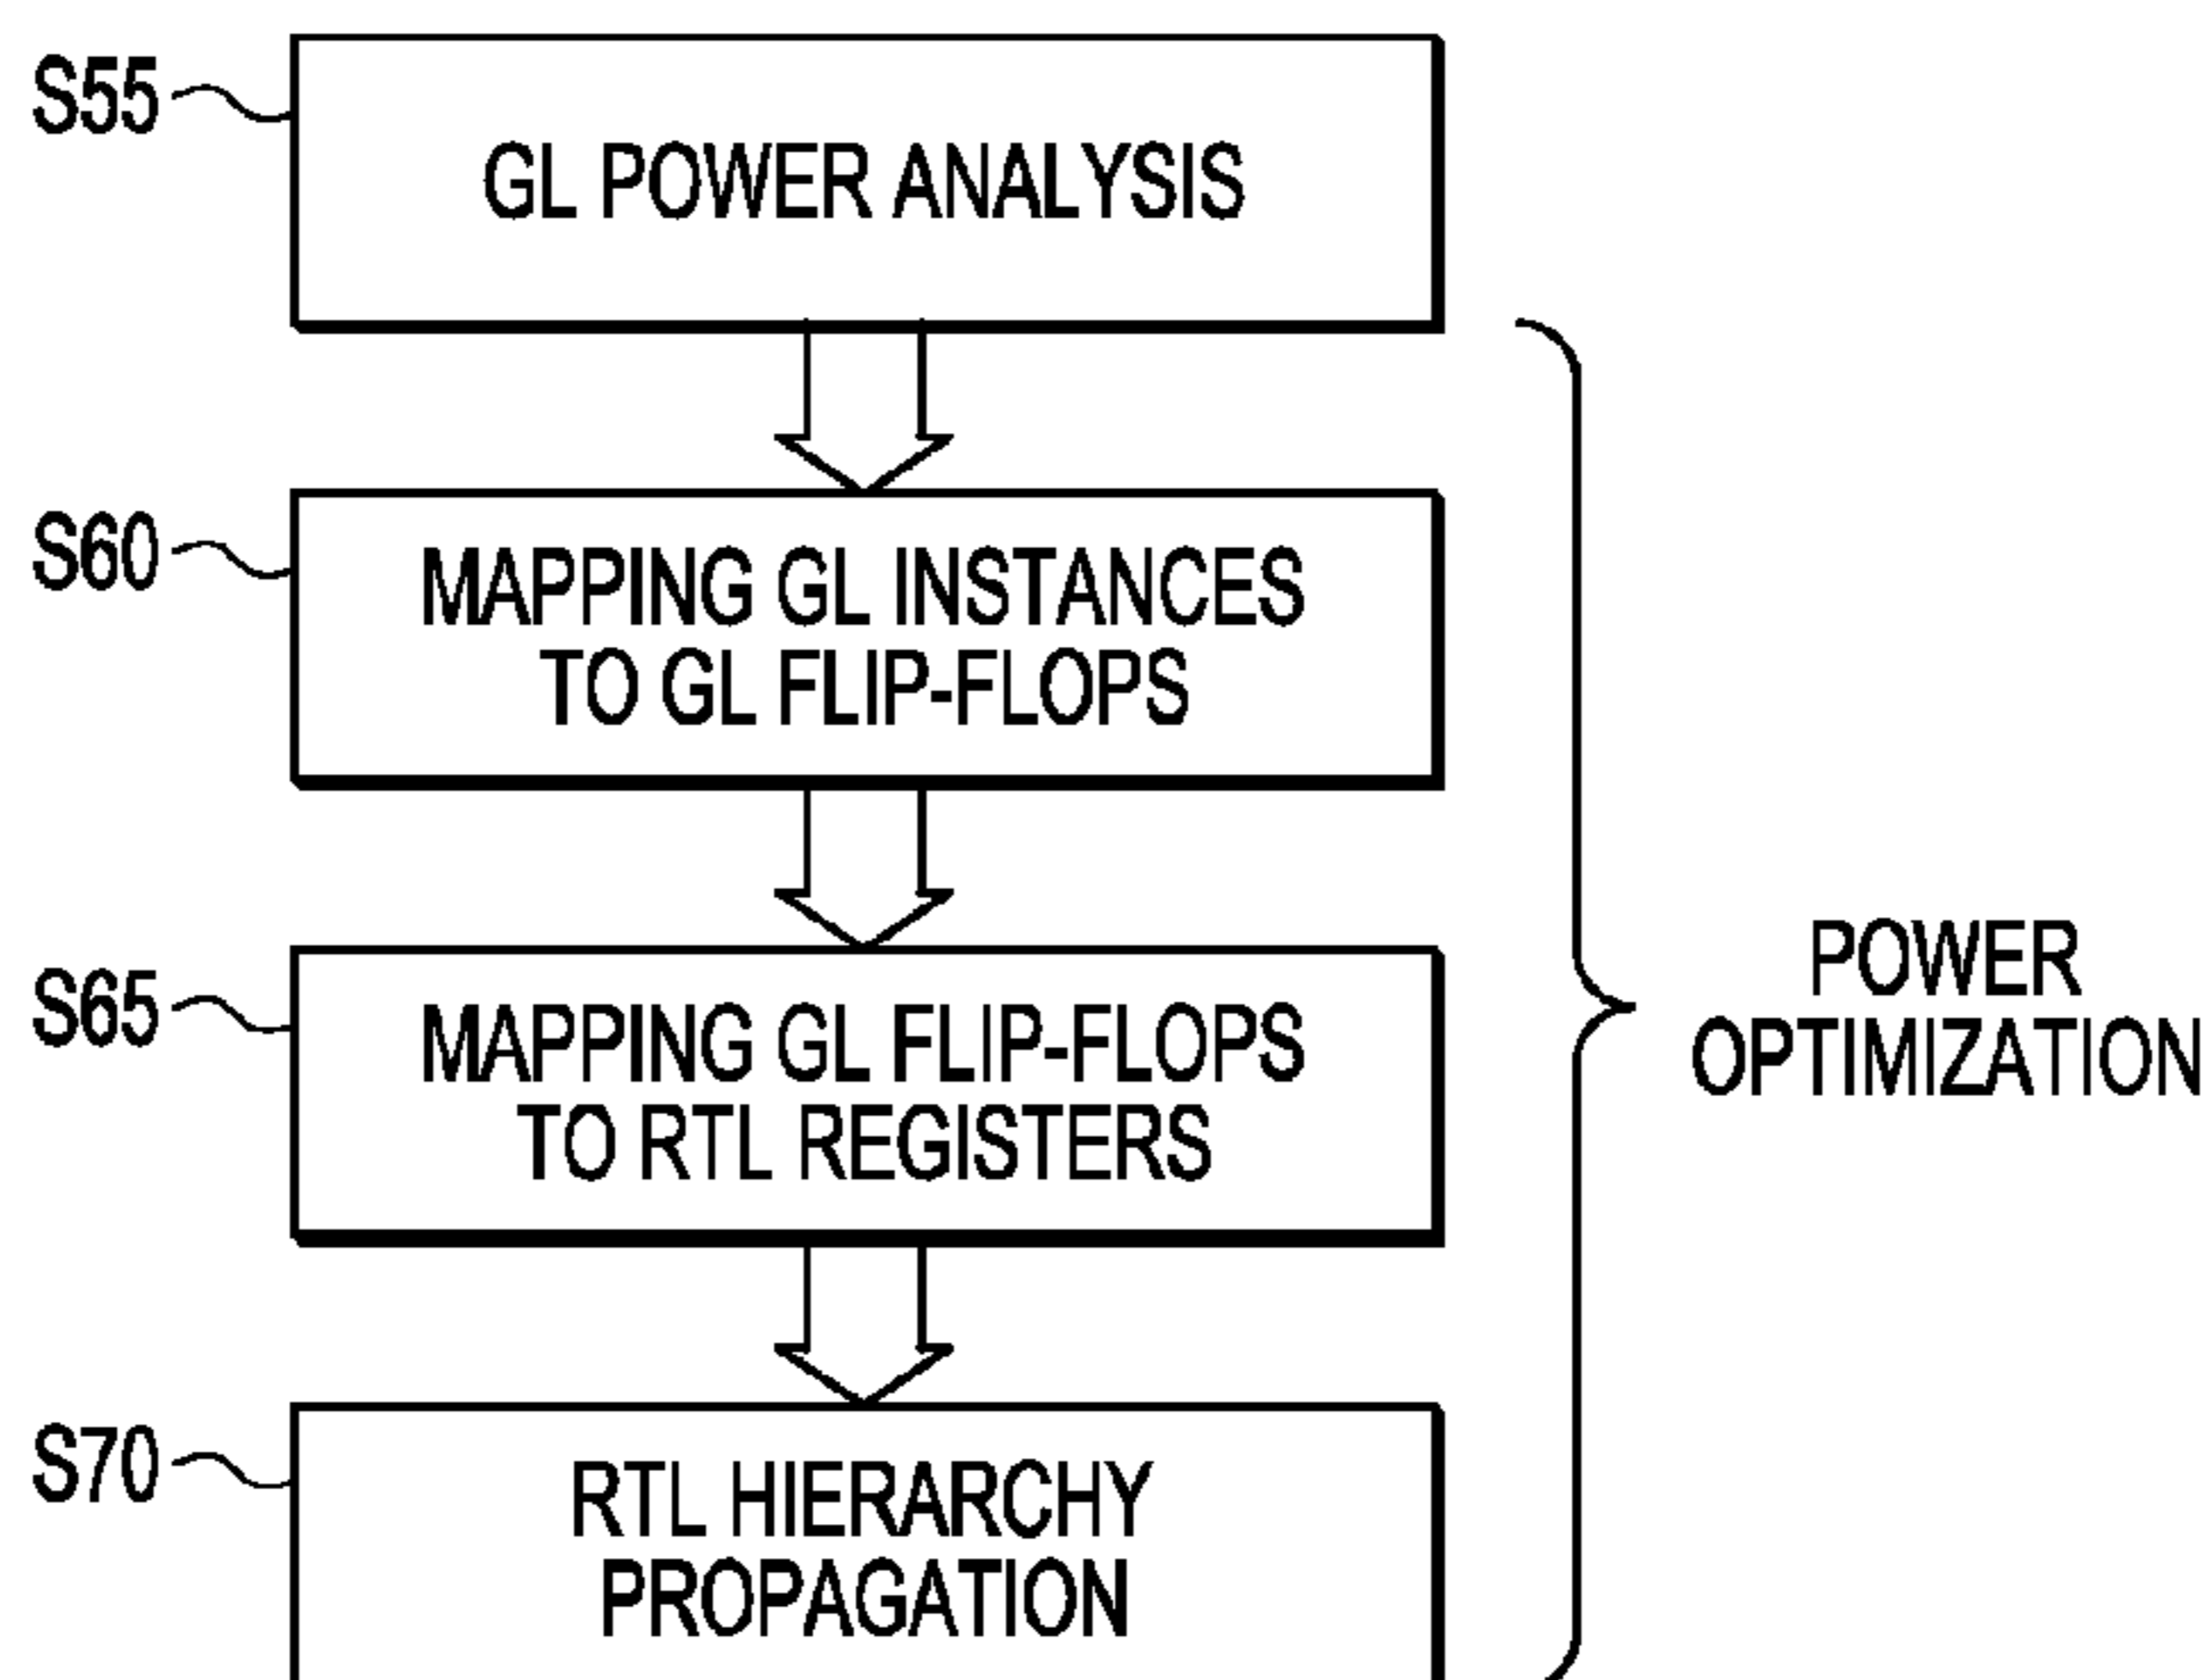 S55
GL POWER ANALYSIS
S60
MAPPING GL INSTANCES
TO GL FLIP-FLOPS
S65
MAPPING GL FLIP-FLOPS
TO RTL REGISTERS
POWER
OPTIMIZATION
S70
RTL HIERARCHY
PROPAGATION